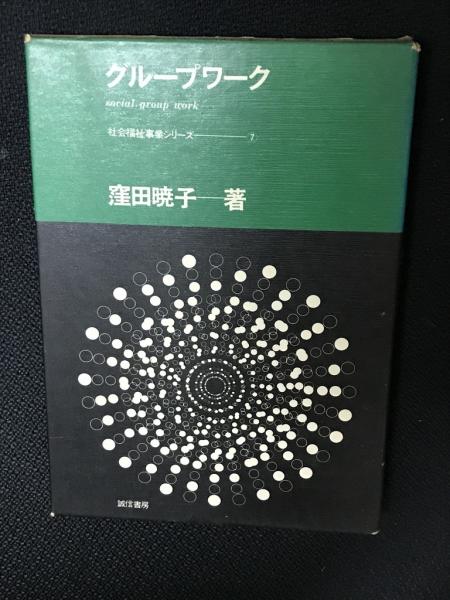 グループワーク
social group work
社会福祉事業シリーズ——7
窪田暁子—著
誠信書房